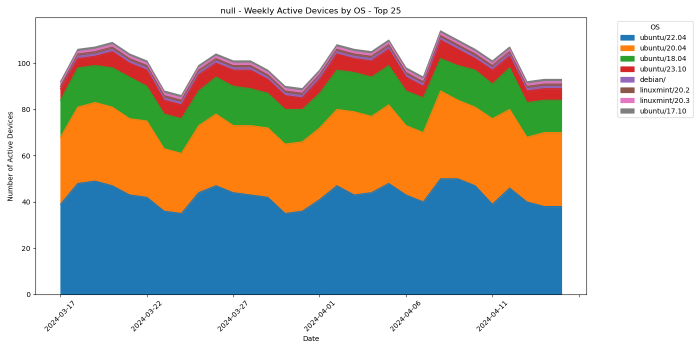 null - Weekly Active Devices by OS - Top 25
Number of Active Devices
100
80
60
40
20
0
2024-03-17
2024-03-22
2024-03-27
2024-04-01
2024-04-06
2024-04-11
Date
OS
ubuntu/22.04
ubuntu/20.04
ubuntu/18.04
ubuntu/23.10
debian/
linuxmint/20.2
linuxmint/20.3
ubuntu/17.10